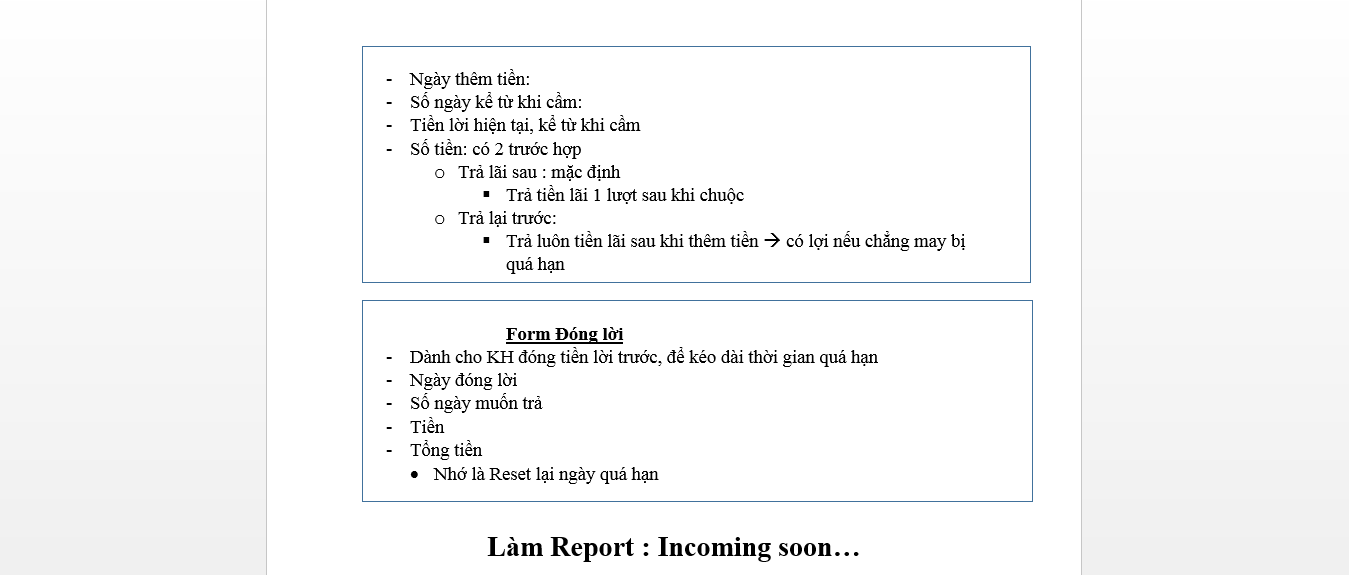 - Ngày thêm tiền:
- Số ngày kể từ khi cầm:
- Tiền lời hiện tại, kể từ khi cầm
- Số tiền: có 2 trước hợp
o Trả lãi sau : mặc định
▪ Trả tiền lãi 1 lượt sau khi chuộc
o Trả lại trước:
▪ Trả luôn tiền lãi sau khi thêm tiền → có lợi nếu chẳng may bị
quá hạn
Form Đóng lời
- Dành cho KH đóng tiền lời trước, để kéo dài thời gian quá hạn
- Ngày đóng lời
- Số ngày muốn trả
- Tiền
- Tổng tiền
• Nhớ là Reset lại ngày quá hạn
Làm Report : Incoming soon…